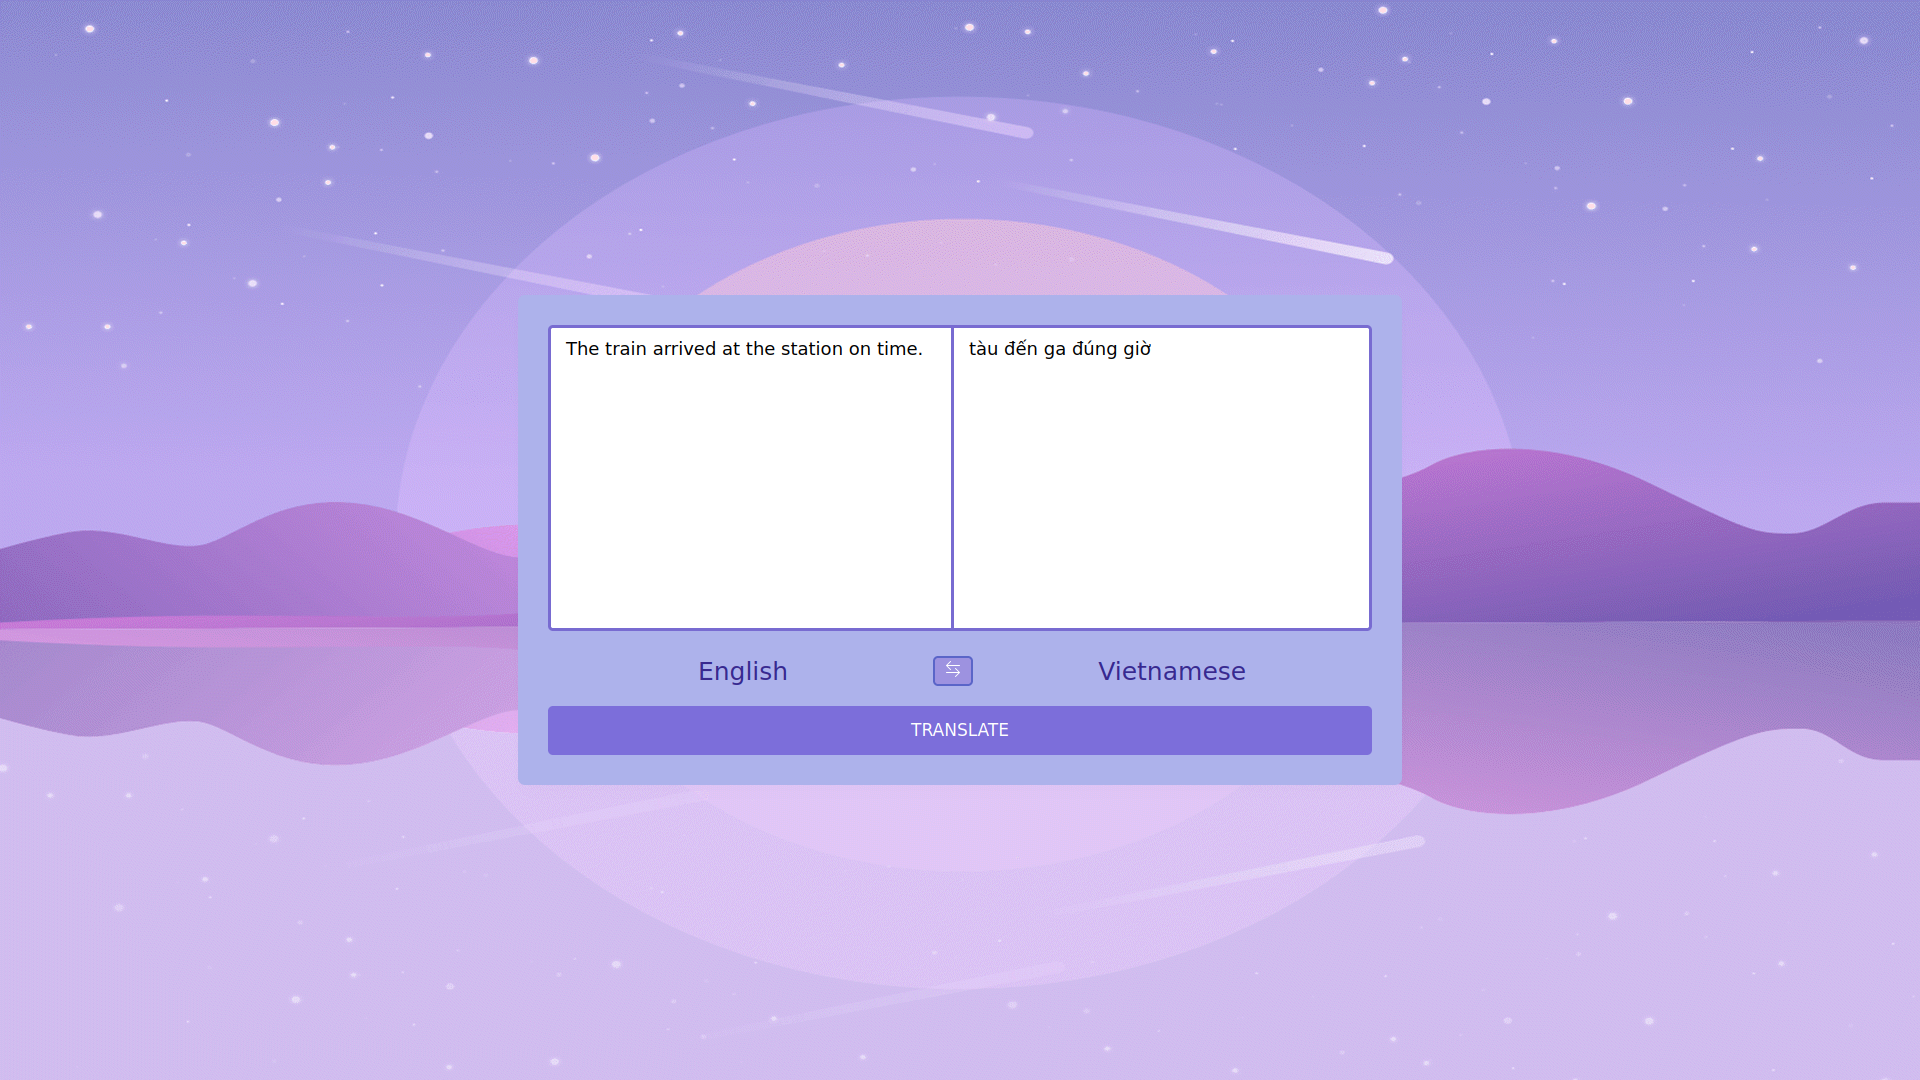 The train arrived at the station on time.
tàu đến ga đúng giờ
English
Vietnamese
TRANSLATE